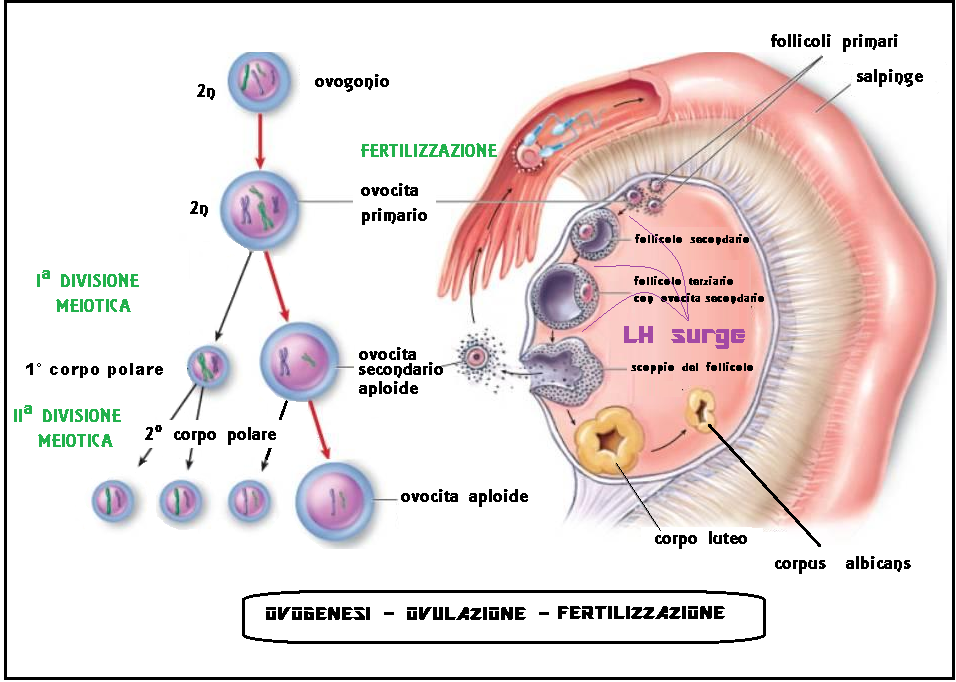 follicoli primari
salpinge
ovogonio
2n
FERTILIZZAZIONE
ovocita
primario
2n
follicolo secondario
Iª DIVISIONE
MEIOTICA
follicolo terziario
con ovocita secondario
LH surge
ovocita
secondario
aploide
1° corpo polare
scoppio del follicolo
IIª DIVISIONE
MEIOTICA
2° corpo polare
ovocita aploide
corpo luteo
corpus albicans
OVOGENESI - OVULAZIONE - FERTILIZZAZIONE